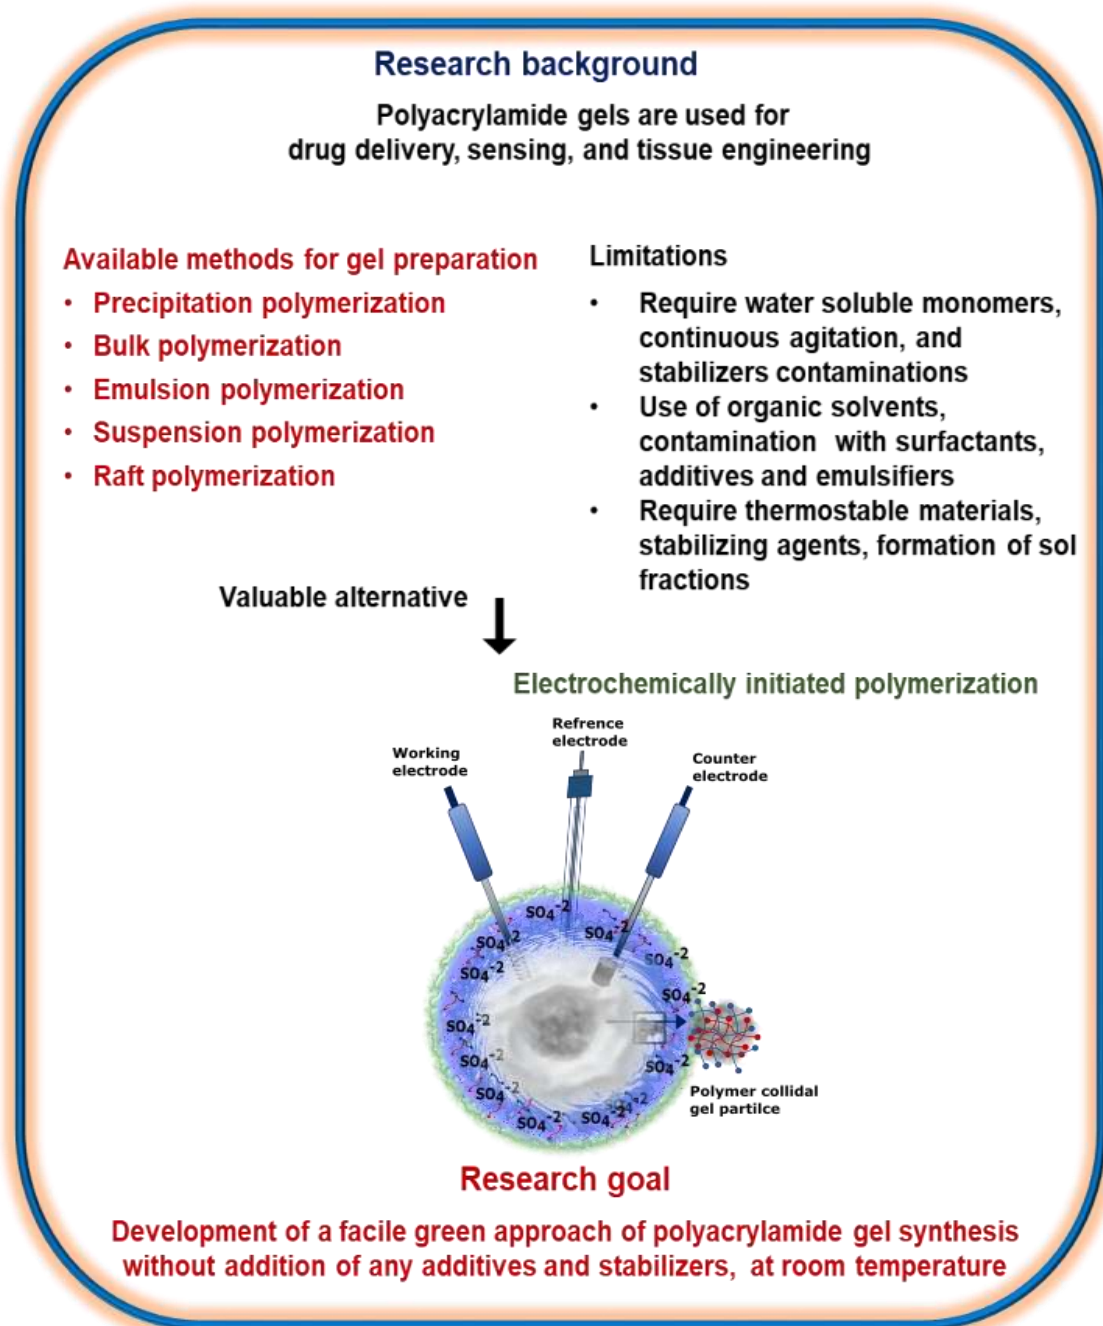 Research background
Polyacrylamide gels are used for
drug delivery, sensing, and tissue engineering
Available methods for gel preparation
• Precipitation polymerization
• Bulk polymerization
• Emulsion polymerization
• Suspension polymerization
• Raft polymerization
Limitations
• Require water soluble monomers,
continuous agitation, and
stabilizers contaminations
• Use of organic solvents,
contamination with surfactants,
additives and emulsifiers
• Require thermostable materials,
stabilizing agents, formation of sol
fractions
Valuable alternative
Electrochemically initiated polymerization
Refrence
electrode
Working
electrode
Counter
electrode
SO4-2
SO4-2
SO4-2
SO4-2
SO4-2
SO4-2
SO4-2
SO4-2
SO4-2
SO4-2
SO4-2
SO4-2
SO4-2
Polymer collidal
gel partilce
Research goal
Development of a facile green approach of polyacrylamide gel synthesis
without addition of any additives and stabilizers, at room temperature